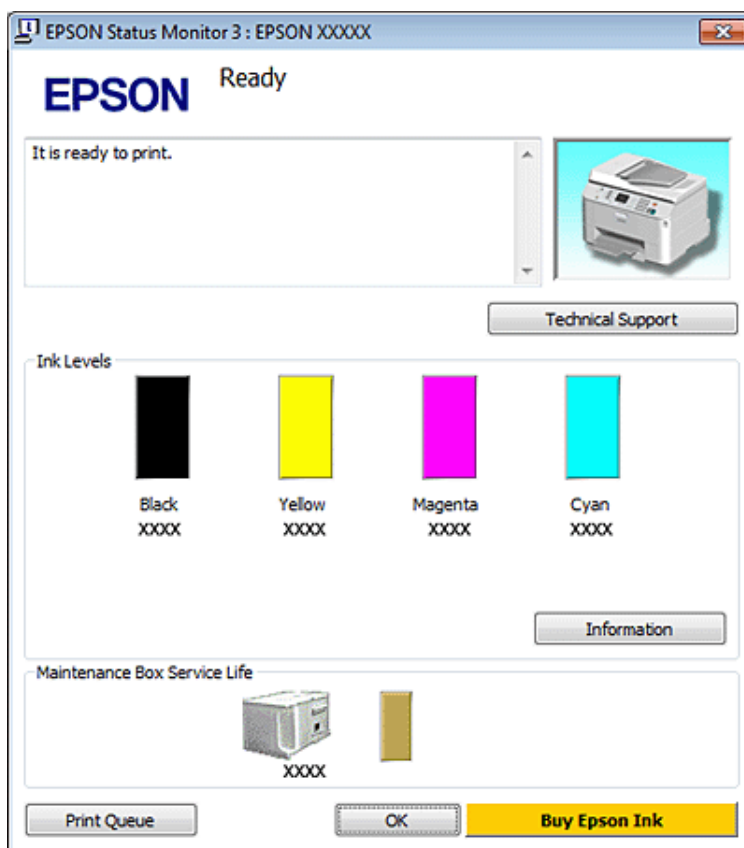 EPSON Status Monitor 3 : EPSON XXXXX
EPSON
Ready
It is ready to print.
Technical Support
Ink Levels
Black Yellow Magenta Cyan
XXXX XXXX XXXX XXXX
Information
Maintenance Box Service Life
XXXX
Print Queue OK Buy Epson Ink